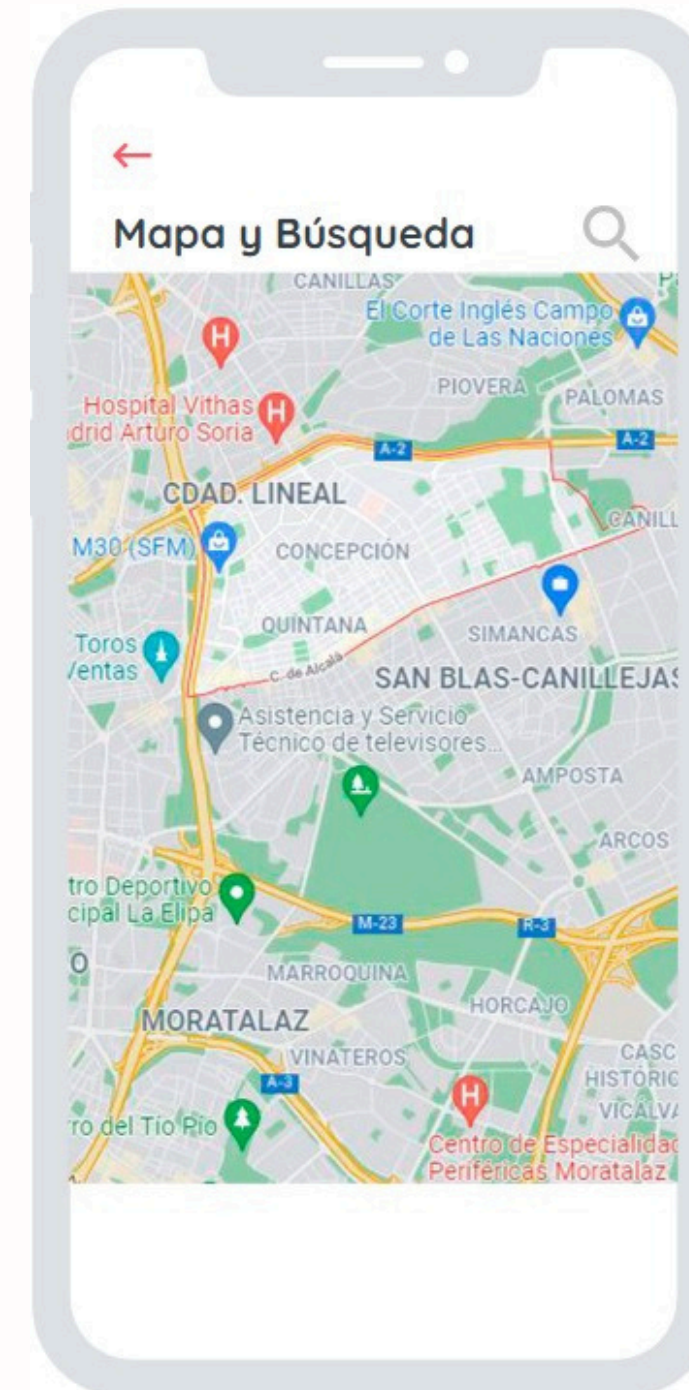 Mapa y Búsqueda
CANILLAS
El Corte Inglés Campo
de Las Naciones
PIOVERA
PALOMAS
Hospital Vithas
drid Arturo Soria
A-2
A-2
CDAD. LINEAL
CANILL
M30 (SFM)
CONCEPCIÓN
QUINTANA
SIMANCAS
Toros
Ventas
C. de Alcalá
SAN BLAS-CANILLEJAS
Asistencia y Servicio
Técnico de televisores...
AMPOSTA
ARCOS
tro Deportivo
cipal La Elipa
M-23
R-3
O
MARROQUINA
HORCAJO
MORATALAZ
VINATEROS
CASC
HISTÓRIC
VICÁLVA
A-3
rro del Tío Pío
Centro de Especialidad
Periféricas Moratalaz